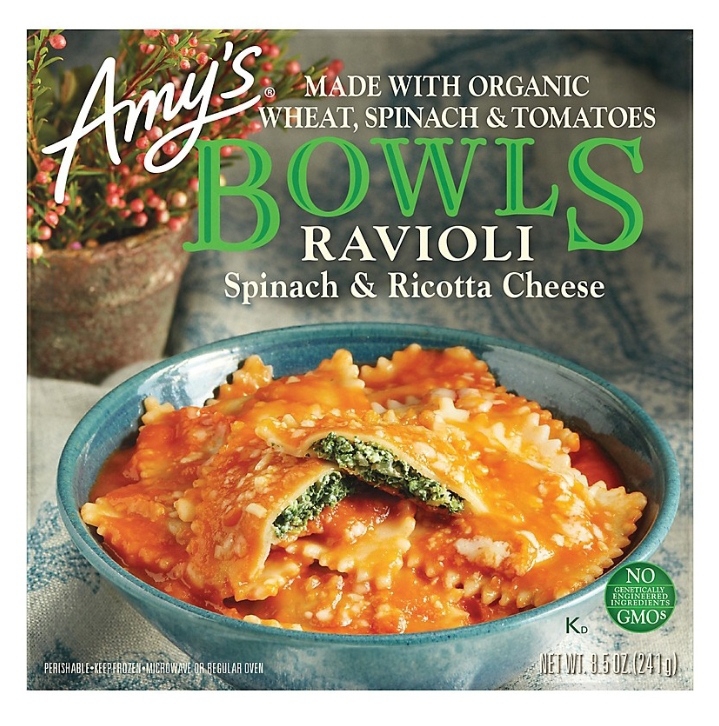 Amy's®
MADE WITH ORGANIC
WHEAT, SPINACH & TOMATOES
BOWLS
RAVIOLI
Spinach & Ricotta Cheese
NO
GENETICALLY
ENGINEERED
INGREDIENTS
GMOs
K D
PERISHABLE•KEEP FROZEN•MICROWAVE OR REGULAR OVEN
NET WT. 8.5 OZ (241g)